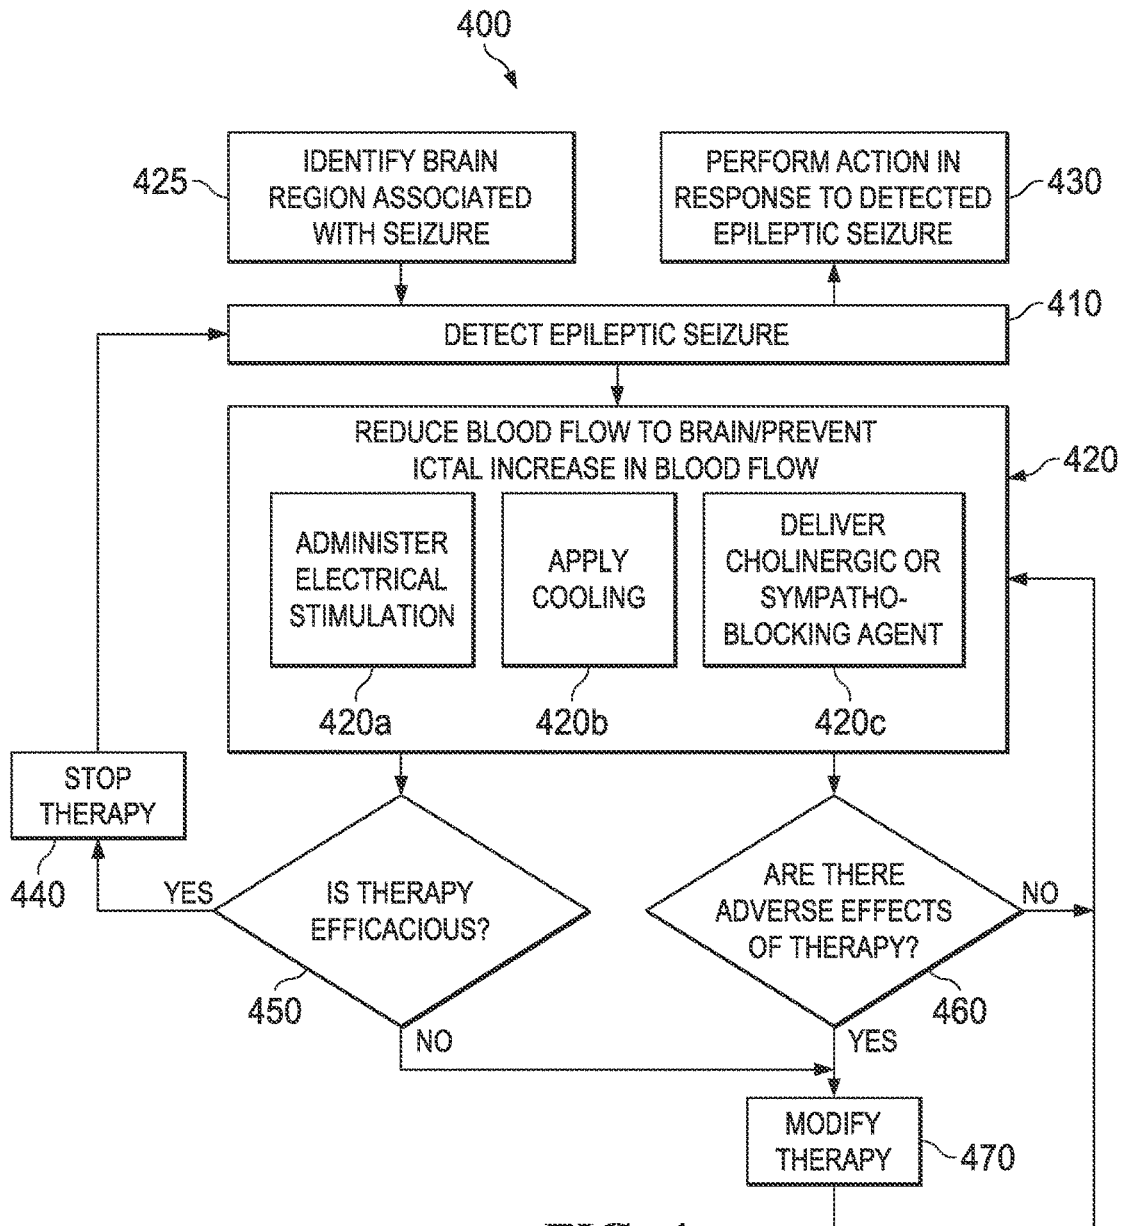 400
IDENTIFY BRAIN
REGION ASSOCIATED
WITH SEIZURE
425
PERFORM ACTION IN
RESPONSE TO DETECTED
EPILEPTIC SEIZURE
430
DETECT EPILEPTIC SEIZURE
410
REDUCE BLOOD FLOW TO BRAIN/PREVENT
ICTAL INCREASE IN BLOOD FLOW
420
ADMINISTER
ELECTRICAL
STIMULATION
420a
APPLY
COOLING
420b
DELIVER
CHOLINERGIC OR
SYMPATHO-
BLOCKING AGENT
420c
STOP
THERAPY
440
YES
IS THERAPY
EFFICACIOUS?
450
NO
ARE THERE
ADVERSE EFFECTS
OF THERAPY?
NO
460
YES
MODIFY
THERAPY
470